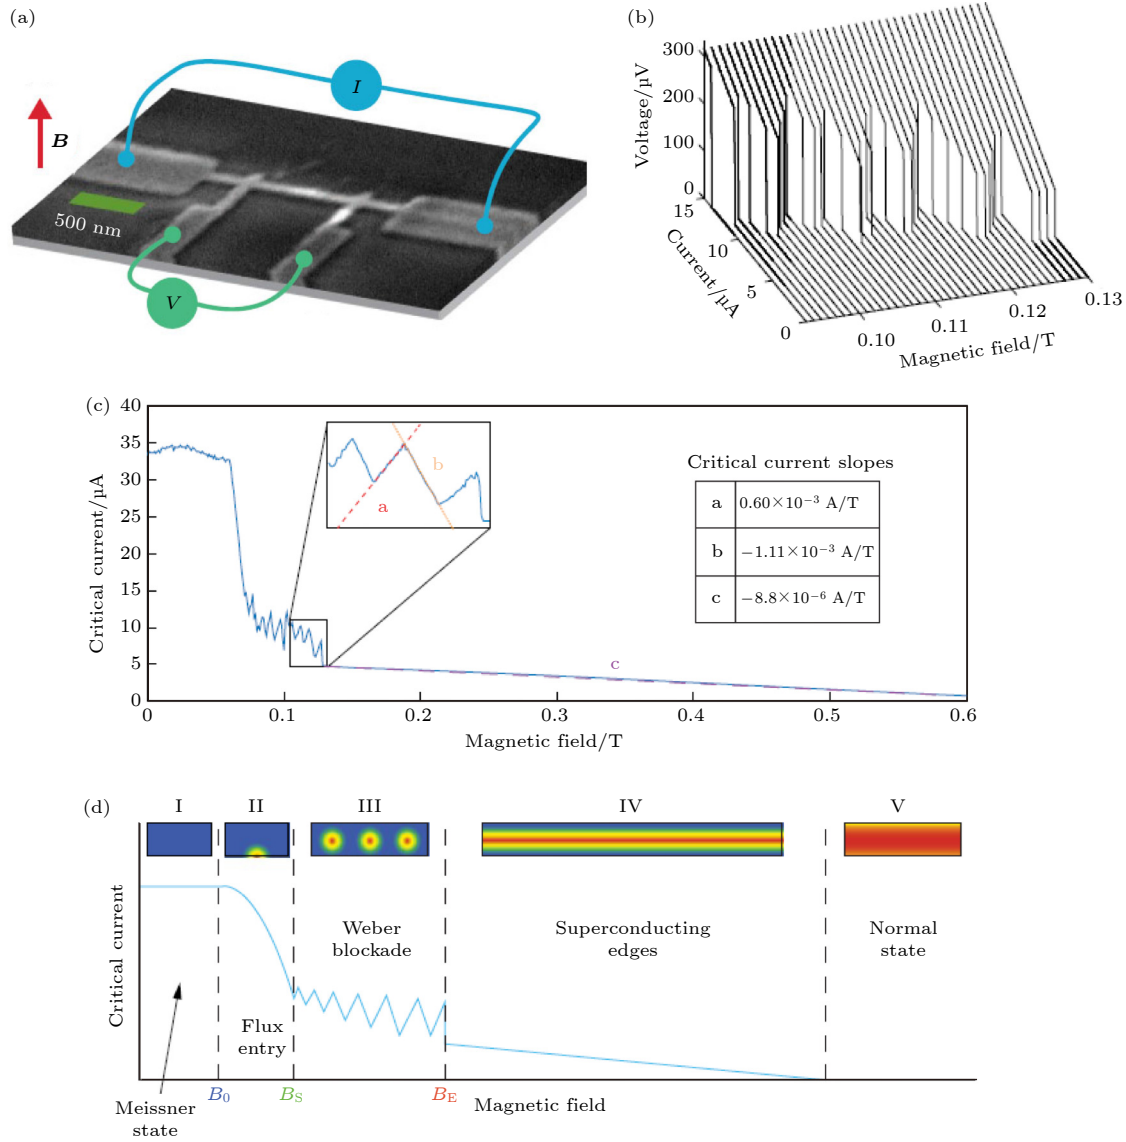 (a)
I
B
500 nm
V
(b)
Voltage/μV
300
200
100
0
15
10
5
0
Current/μA
0.10
0.11
0.12
0.13
Magnetic field/T
(c)
Critical current/μA
40
35
30
25
20
15
10
5
0
0
0.1
0.2
0.3
0.4
0.5
0.6
Magnetic field/T
a
b
c
Critical current slopes
a 0.60×10⁻³ A/T
b −1.11×10⁻³ A/T
c −8.8×10⁻⁶ A/T
(d)
I II III IV V
Critical current
Weber
blockade
Superconducting
edges
Normal
state
Flux
entry
Meissner
state
B₀
B_S
B_E
Magnetic field